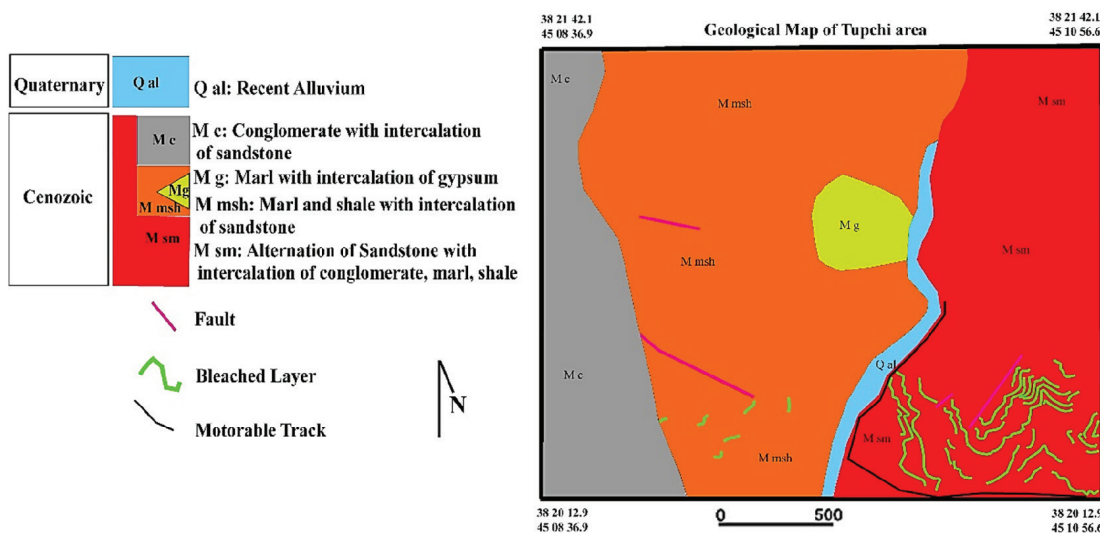 Quaternary
Q al
Q al: Recent Alluvium
Cenozoic
M c
M c: Conglomerate with intercalation
of sandstone
Mg
M g: Marl with intercalation of gypsum
M msh
M msh: Marl and shale with intercalation
of sandstone
M sm
M sm: Alternation of Sandstone with
intercalation of conglomerate, marl, shale
Fault
Bleached Layer
Motorable Track
N
38 21 42.1
45 08 36.9
Geological Map of Tupchi area
38 21 42.1
45 10 56.6
M c
M msh
M sm
M g
M msh
M sm
M c
Q al
M sm
M msh
38 20 12.9
45 08 36.9
0 500
38 20 12.9
45 10 56.6